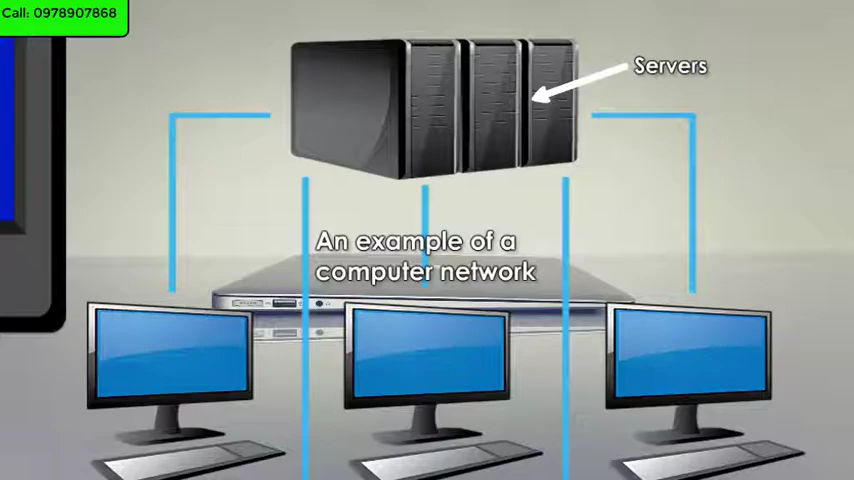 Call: 0978907868
Servers
An example of a
computer network